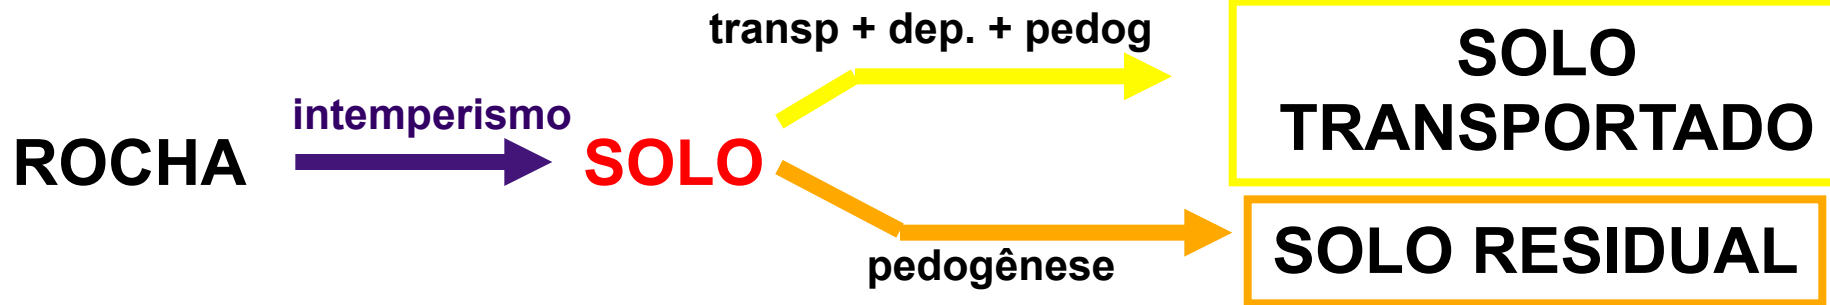 transp + dep. + pedog
SOLO
TRANSPORTADO
intemperismo
ROCHA
SOLO
SOLO RESIDUAL
pedogênese